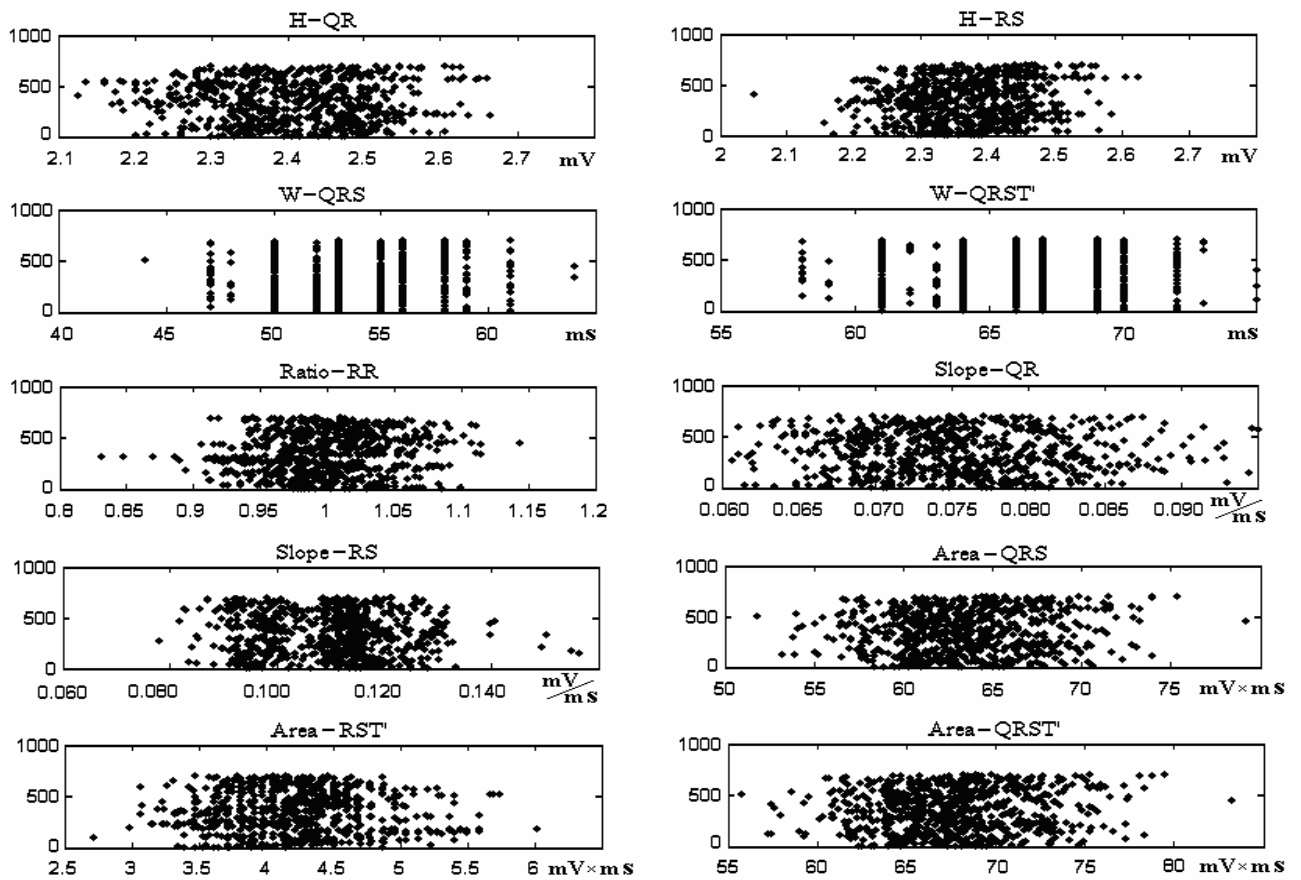 H-QR
1000
500
0
2.1 2.2 2.3 2.4 2.5 2.6 2.7 mV
H-RS
1000
500
0
2 2.1 2.2 2.3 2.4 2.5 2.6 2.7 mV
W-QRS
1000
500
0
40 45 50 55 60 ms
W-QRST'
1000
500
0
55 60 65 70 ms
Ratio-RR
1000
500
0
0.8 0.85 0.9 0.95 1 1.05 1.1 1.15 1.2
Slope-QR
1000
500
0
0.060 0.065 0.070 0.075 0.080 0.085 0.090 mV/ms
Slope-RS
1000
500
0
0.060 0.080 0.100 0.120 0.140 mV/ms
Area-QRS
1000
500
0
50 55 60 65 70 75 mV×ms
Area-RST'
1000
500
0
2.5 3 3.5 4 4.5 5 5.5 6 mV×ms
Area-QRST'
1000
500
0
55 60 65 70 75 80 mV×ms